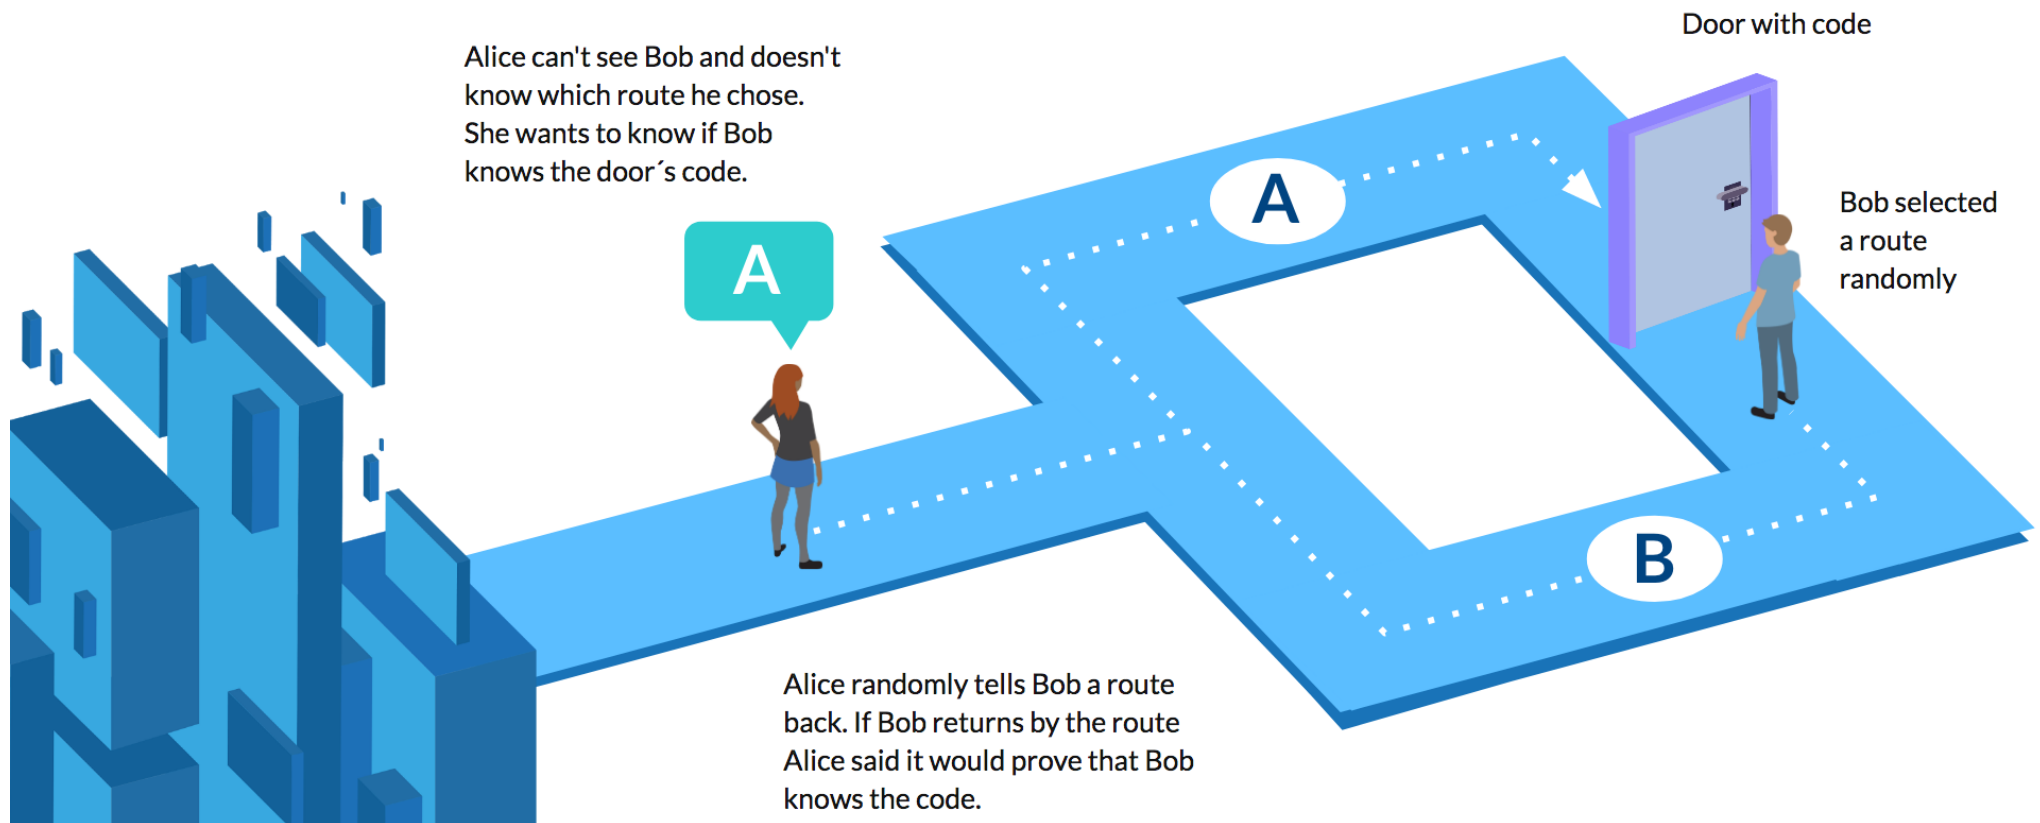 Door with code
Alice can't see Bob and doesn't
know which route he chose.
She wants to know if Bob
knows the door´s code.
A
A
Bob selected
a route
randomly
B
Alice randomly tells Bob a route
back. If Bob returns by the route
Alice said it would prove that Bob
knows the code.